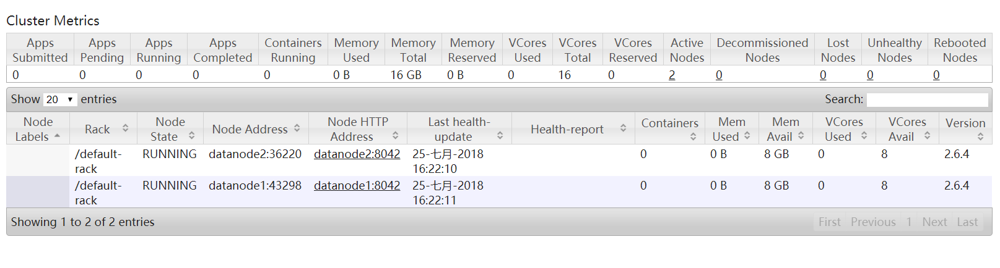 Cluster Metrics
Apps Submitted Apps Pending Apps Running Apps Completed Containers Running Memory Used Memory Total Memory Reserved VCores Used VCores Total VCores Reserved Active Nodes Decommissioned Nodes Lost Nodes Unhealthy Nodes Rebooted Nodes
0 0 0 0 0 0 B 16 GB 0 B 0 16 0 2 0 0 0 0
Show 20 entries Search:
Node Labels Rack Node State Node Address Node HTTP Address Last health-update Health-report Containers Mem Used Mem Avail VCores Used VCores Avail Version
/default-rack RUNNING datanode2:36220 datanode2:8042 25-七月-2018 16:22:10 0 0 B 8 GB 0 8 2.6.4
/default-rack RUNNING datanode1:43298 datanode1:8042 25-七月-2018 16:22:11 0 0 B 8 GB 0 8 2.6.4
Showing 1 to 2 of 2 entries First Previous 1 Next Last